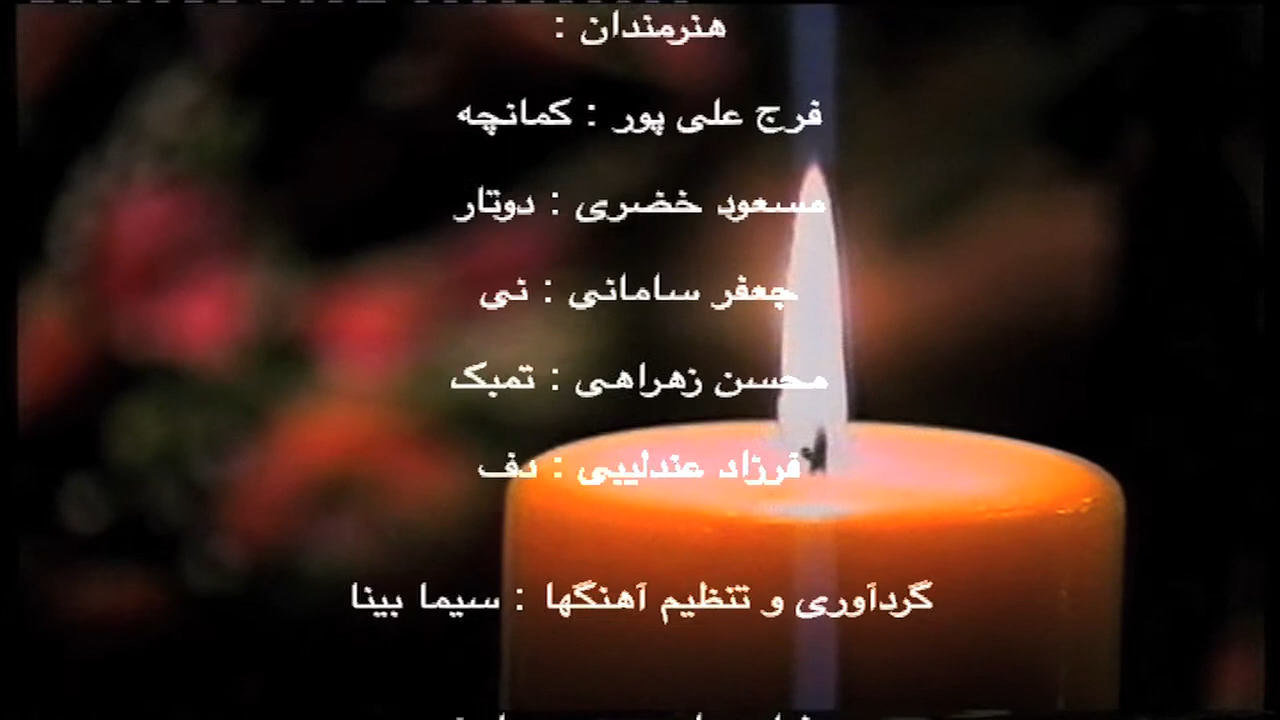 هنرمندان :
فرج علی پور : کمانچه
مسعود خضری : دوتار
جعفر سامانی : نی
محسن زهراهی : تمبک
فرزاد عندلیبی : دف
گردآوری و تنظیم آهنگها : سیما بینا